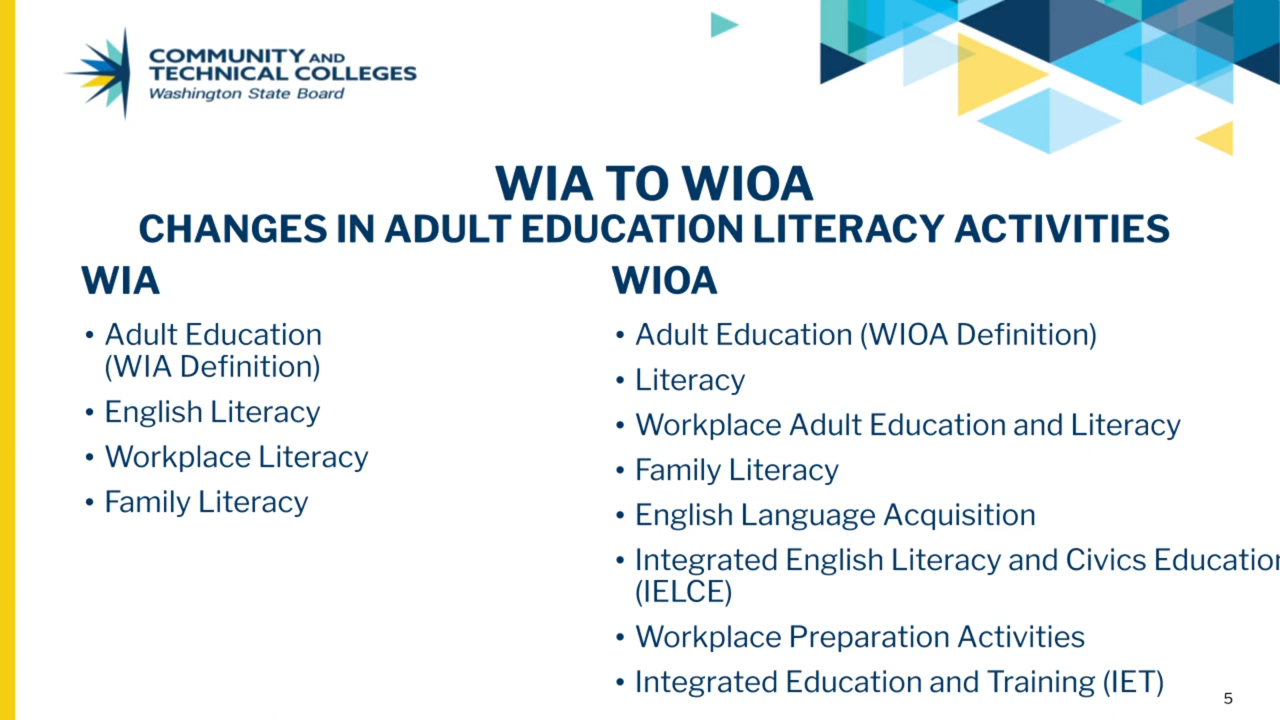 COMMUNITY AND
TECHNICAL COLLEGES
Washington State Board
WIA TO WIOA
CHANGES IN ADULT EDUCATION LITERACY ACTIVITIES
WIA
• Adult Education
(WIA Definition)
• English Literacy
• Workplace Literacy
• Family Literacy
WIOA
• Adult Education (WIOA Definition)
• Literacy
• Workplace Adult Education and Literacy
• Family Literacy
• English Language Acquisition
• Integrated English Literacy and Civics Education
(IELCE)
• Workplace Preparation Activities
• Integrated Education and Training (IET)
5